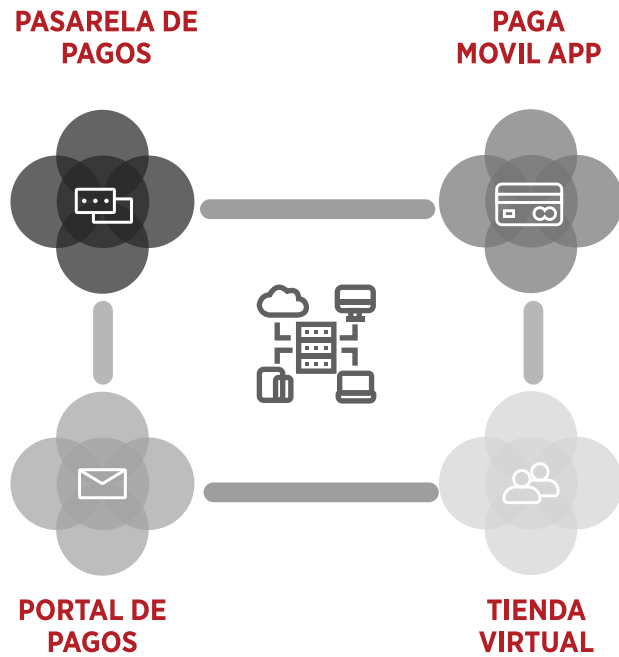 PASARELA DE
PAGOS
PAGA
MOVIL APP
PORTAL DE
PAGOS
TIENDA
VIRTUAL